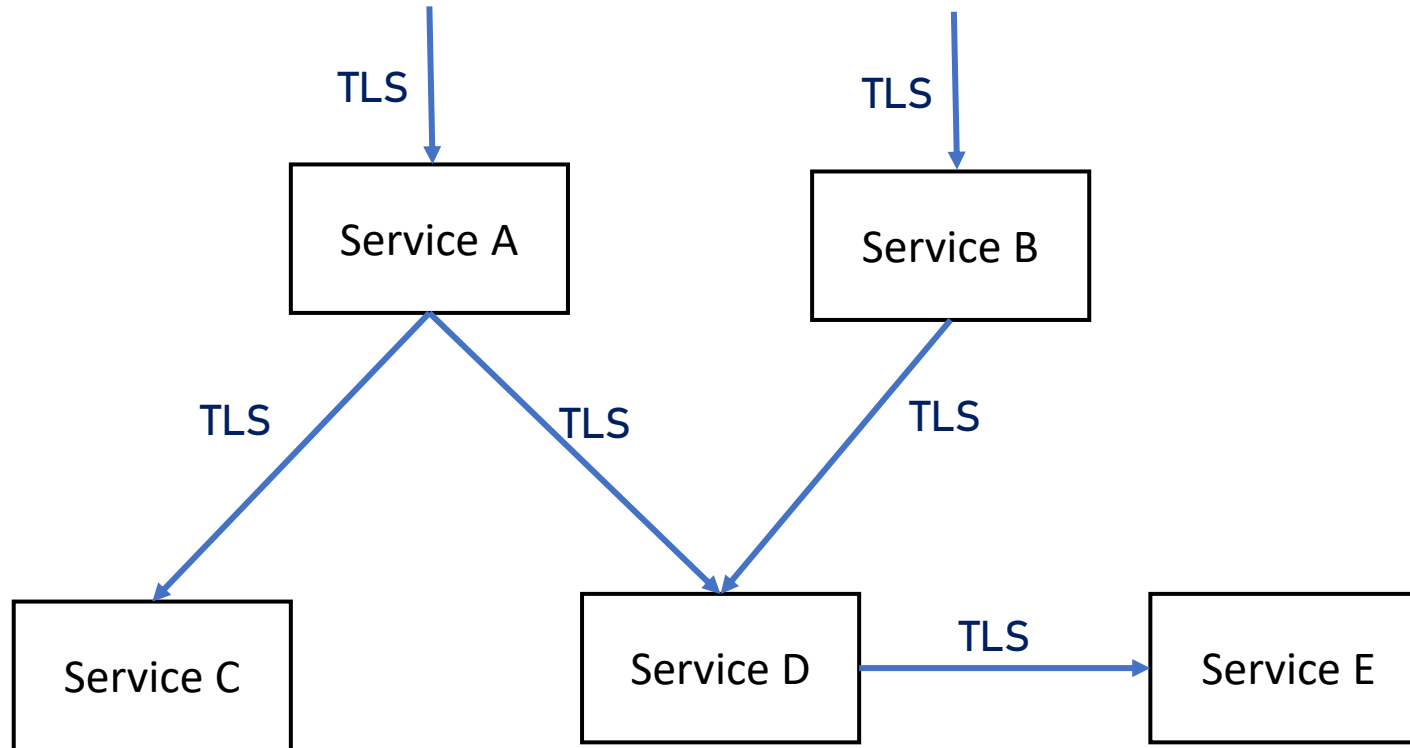 TLS
TLS
Service A
Service B
TLS
TLS
TLS
Service C
Service D
TLS
Service E